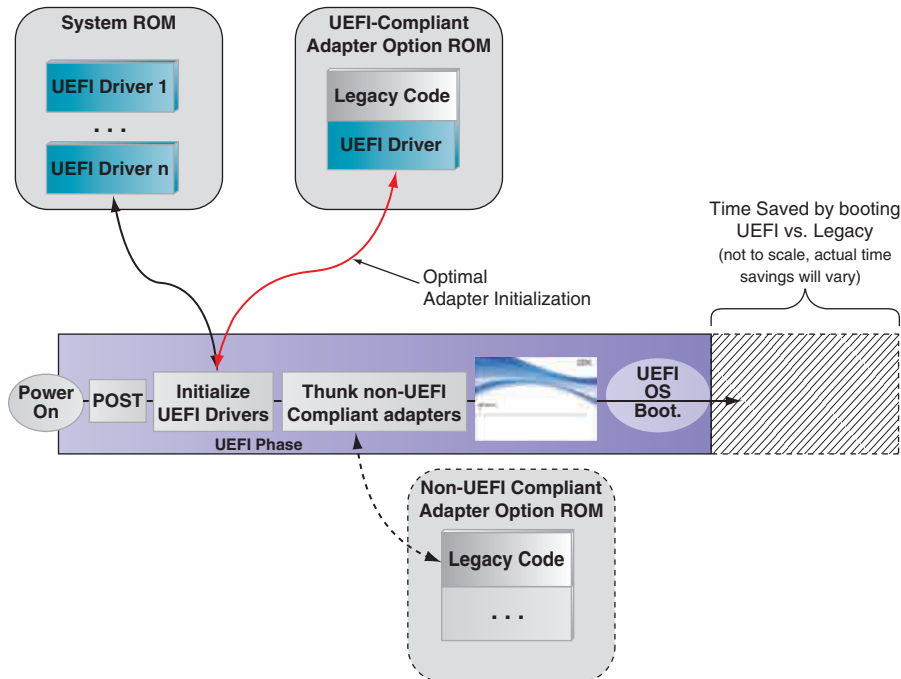 System ROM
UEFI Driver 1
. . .
UEFI Driver n
UEFI-Compliant
Adapter Option ROM
Legacy Code
UEFI Driver
Optimal
Adapter Initialization
Time Saved by booting
UEFI vs. Legacy
(not to scale, actual time
savings will vary)
Power
On
POST
Initialize
UEFI Drivers
Thunk non-UEFI
Compliant adapters
IBM
UEFI
OS
Boot.
UEFI Phase
Non-UEFI Compliant
Adapter Option ROM
Legacy Code
. . .